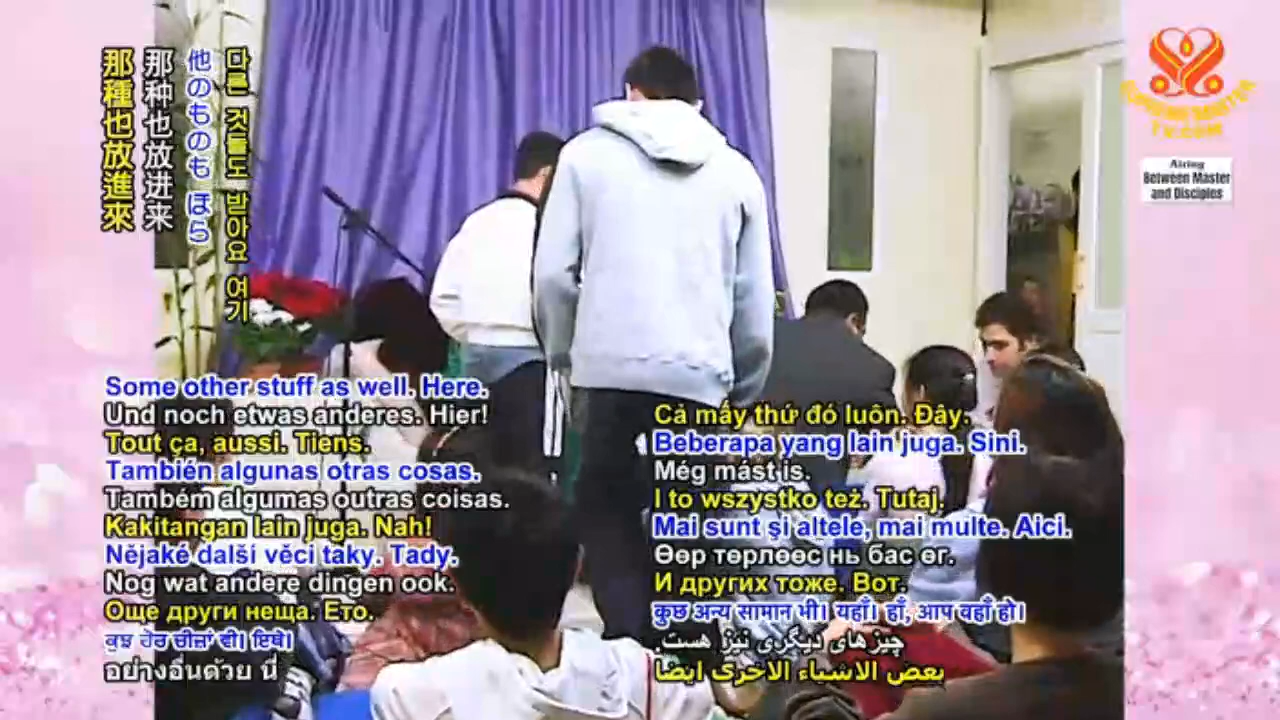 那種也放進來
那种也放进来
他のものも ほら
다른 것들도 받아요 여기
SUPREME MASTER
TV.COM
Airing
Between Master
and Disciples
Some other stuff as well. Here.
Und noch etwas anderes. Hier!
Tout ça, aussi. Tiens.
También algunas otras cosas.
Também algumas outras coisas.
Kakitangan lain juga. Nah!
Nějaké další věci taky. Tady.
Nog wat andere dingen ook.
Още други неща. Ето.
ਕੁਝ ਹੋਰ ਚੀਜ਼ਾਂ ਵੀ। ਇਥੇ।
อย่างอื่นด้วย นี่
Cả mấy thứ đó luôn. Đây.
Beberapa yang lain juga. Sini.
Még mást is.
I to wszystko też. Tutaj.
Mai sunt şi altele, mai multe. Aici.
Өөр төрлөөс нь бас өг.
И других тоже. Вот.
कुछ अन्य सामान भी। यहाँ। हाँ, आप वहाँ हो।
چیزهای دیگری نیز هست.
بعض الاشياء الاخرى ايضا